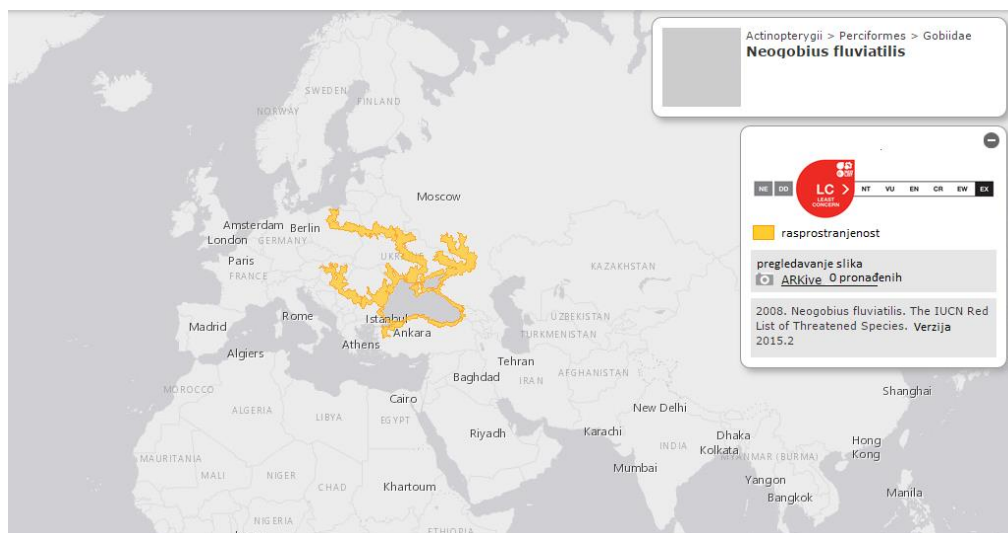 Actinopterygii > Perciformes > Gobiidae
Neogobius fluviatilis
NE DD LC > NT VU EN CR EW EX
LEAST
CONCERN
rasprostranjenost
pregledavanje slika
ARKive 0 pronađenih
2008. Neogobius fluviatilis. The IUCN Red
List of Threatened Species. Verzija
2015.2
SWEDEN
NORWAY
FINLAND
Moscow
Amsterdam
Berlin
London
GERMANY
Paris
UKRAINE
FRANCE
KAZAKHSTAN
Rome
Istanbul
UZBEKISTAN
Madrid
Ankara
TURKMENISTAN
Athens
Algiers
Tehran
Baghdad
IRAN
AFGHANISTAN
MOROCCO
Cairo
Shanghai
ALGERIA
LIBYA
EGYPT
New Delhi
Riyadh
Karachi
Dhaka
INDIA
Kolkata
MYANMAR (BURMA)
Hong
Kong
MAURITANIA
Mumbai
MALI
NIGER
CHAD
Khartoum
Yangon
Bangkok
Manila
NIGERIA
ETHIOPIA